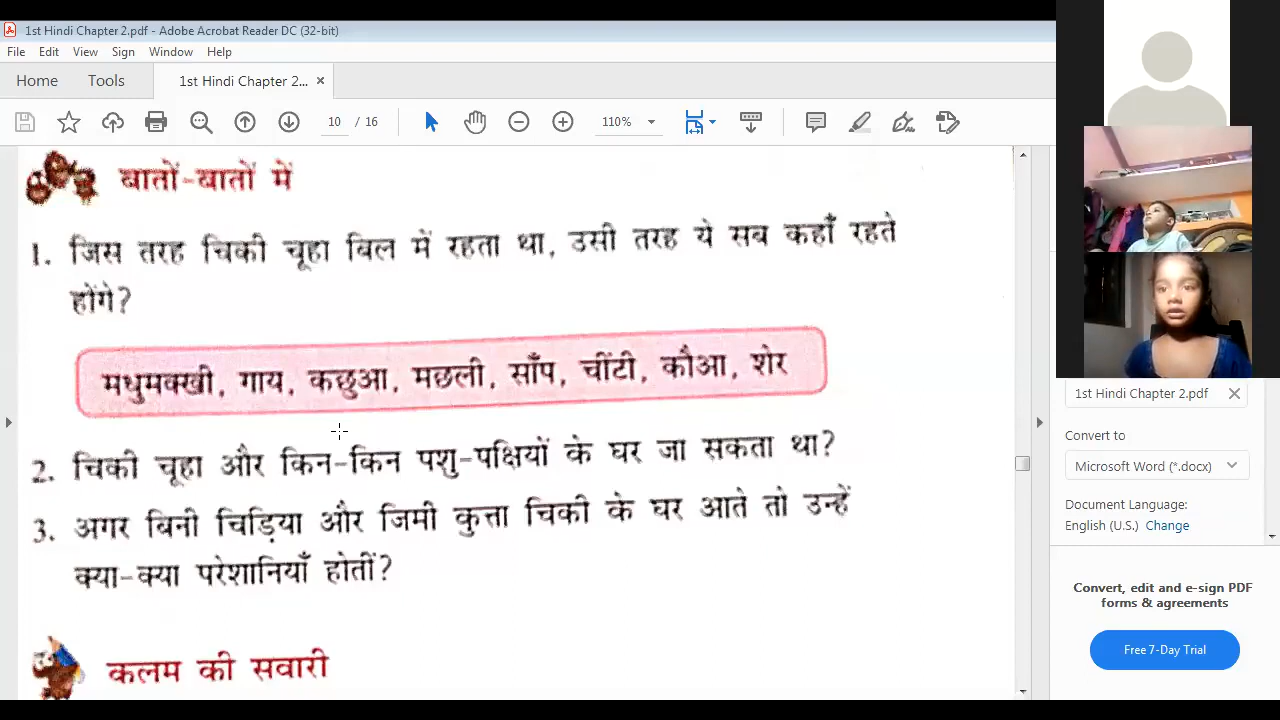 1st Hindi Chapter 2.pdf - Adobe Acrobat Reader DC (32-bit)
File Edit View Sign Window Help
Home Tools 1st Hindi Chapter 2... ×
10 / 16 110%
बातों-बातों में
1. जिस तरह चिकी चूहा बिल में रहता था, उसी तरह ये सब कहाँ रहते
होंगे?
मधुमक्खी, गाय, कछुआ, मछली, साँप, चींटी, कौआ, शेर
2. चिकी चूहा और किन-किन पशु-पक्षियों के घर जा सकता था?
3. अगर बिनी चिड़िया और जिमी कुत्ता चिकी के घर आते तो उन्हें
क्या-क्या परेशानियाँ होतीं?
कलम की सवारी
1st Hindi Chapter 2.pdf
Convert to
Microsoft Word (*.docx)
Document Language:
English (U.S.) Change
Convert, edit and e-sign PDF
forms & agreements
Free 7-Day Trial